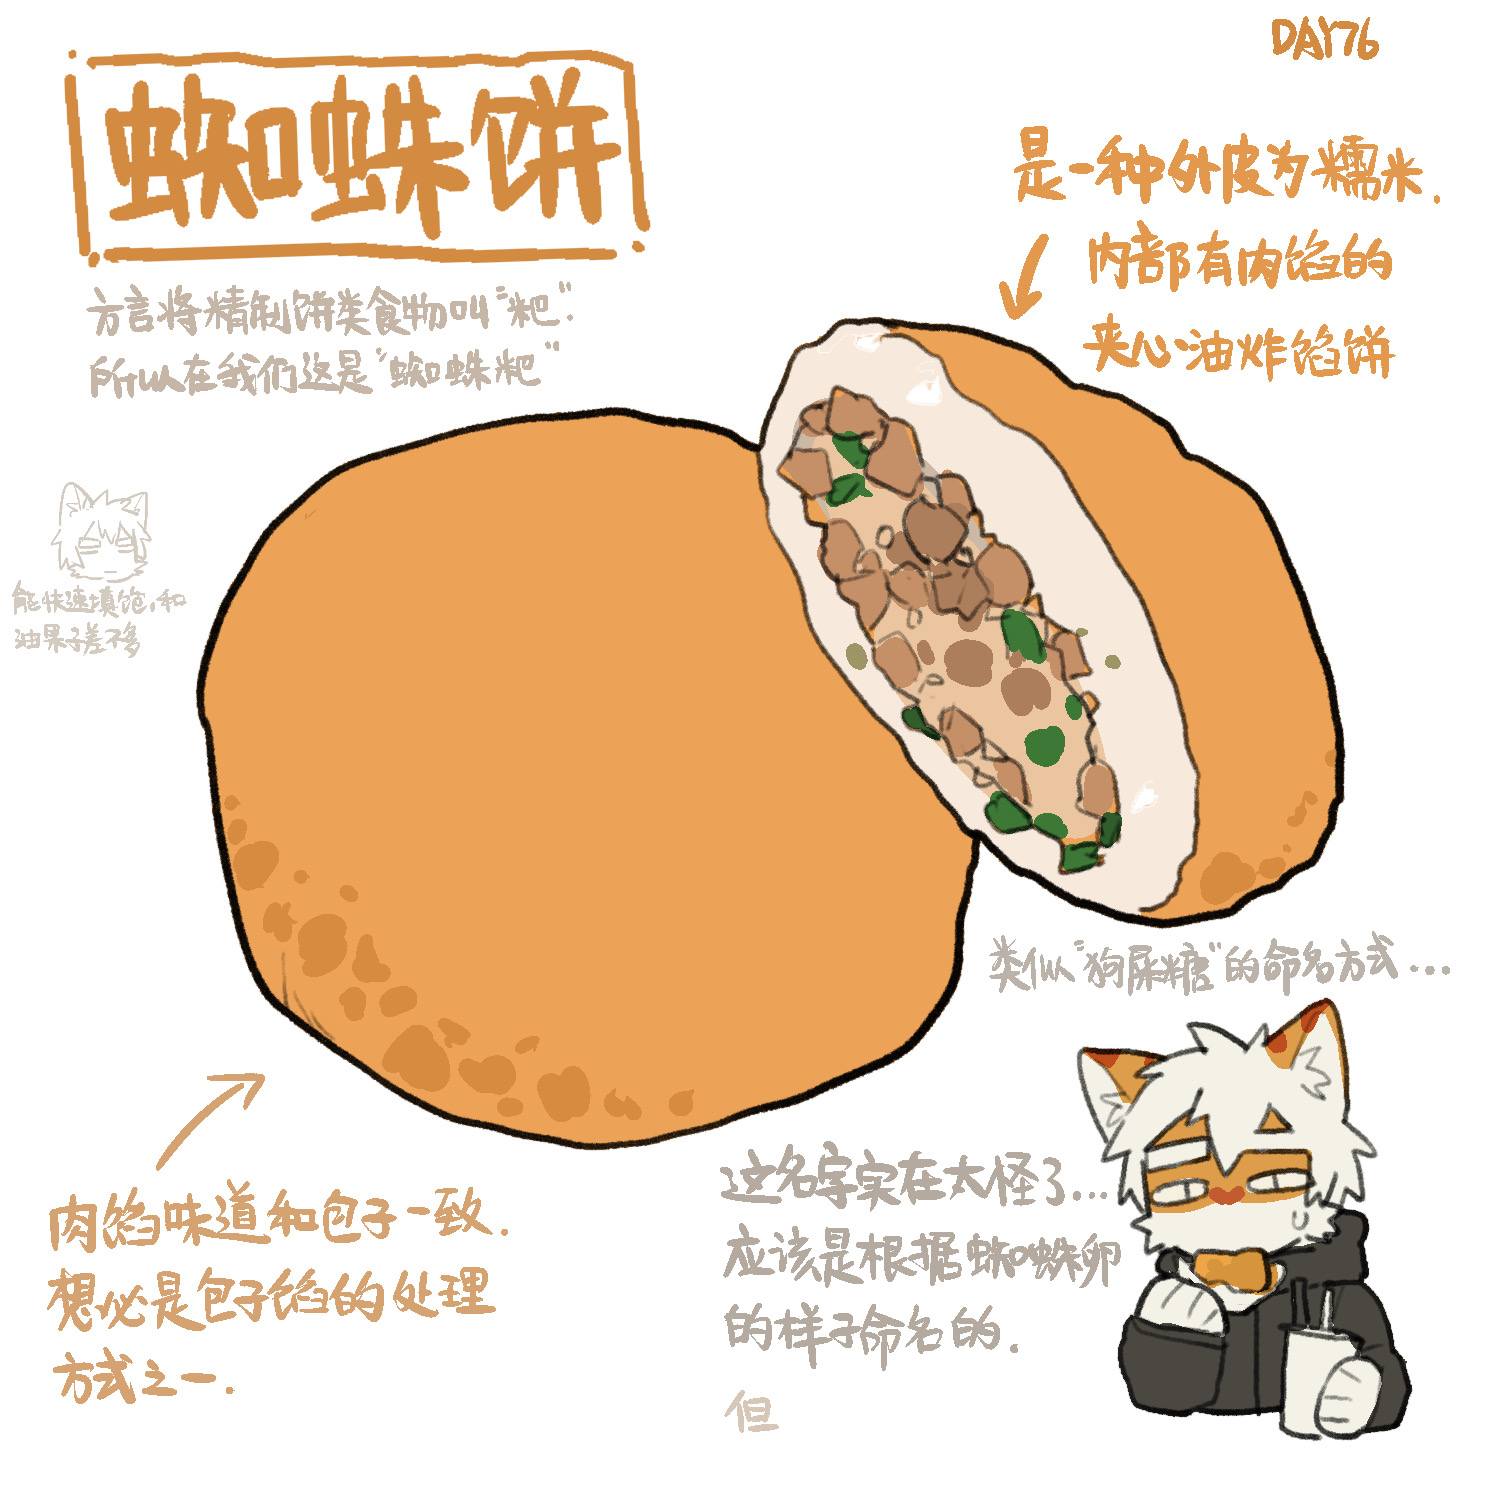 DAY76
蜘蛛饼
方言将精制饼类食物叫“粑”.
所以在我们这是“蜘蛛粑”
是一种外皮为糯米.
内部有肉馅的
夹心油炸馅饼
能快速填饱,和
油果子差不多
类似“狗屎糖”的命名方式...
这名字实在太怪了...
应该是根据蜘蛛卵
的样子命名的.
但
肉馅味道和包子一致.
想必是包子馅的处理
方式之一.